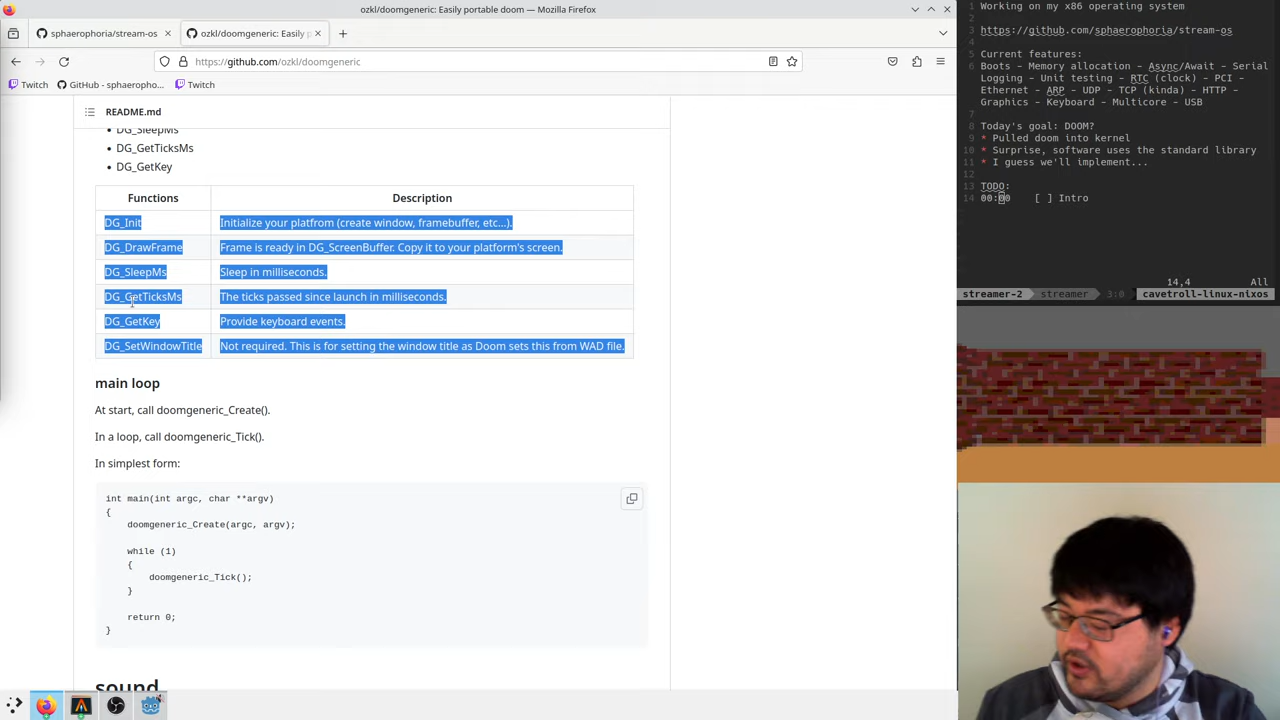 ozkl/doomgeneric: Easily portable doom — Mozilla Firefox
sphaerophoria/stream-os
ozkl/doomgeneric: Easily p
https://github.com/ozkl/doomgeneric
Twitch
GitHub - sphaeropho...
Twitch
README.md
DG_SleepMs
DG_GetTicksMs
DG_GetKey
Functions Description
DG_Init Initialize your platfrom (create window, framebuffer, etc...).
DG_DrawFrame Frame is ready in DG_ScreenBuffer. Copy it to your platform's screen.
DG_SleepMs Sleep in milliseconds.
DG_GetTicksMs The ticks passed since launch in milliseconds.
DG_GetKey Provide keyboard events.
DG_SetWindowTitle Not required. This is for setting the window title as Doom sets this from WAD file.
main loop
At start, call doomgeneric_Create().
In a loop, call doomgeneric_Tick().
In simplest form:
int main(int argc, char **argv)
{
doomgeneric_Create(argc, argv);
while (1)
{
doomgeneric_Tick();
}
return 0;
}
sound
1 Working on my x86 operating system
2
3 https://github.com/sphaerophoria/stream-os
4
5 Current features:
6 Boots - Memory allocation - Async/Await - Serial
Logging - Unit testing - RTC (clock) - PCI -
Ethernet - ARP - UDP - TCP (kinda) - HTTP -
Graphics - Keyboard - Multicore - USB
7
8 Today's goal: DOOM?
9 * Pulled doom into kernel
10 * Surprise, software uses the standard library
11 * I guess we'll implement...
12
13 TODO:
14 00:00 [ ] Intro
14,4 All
streamer-2 streamer 3:0 cavetroll-linux-nixos